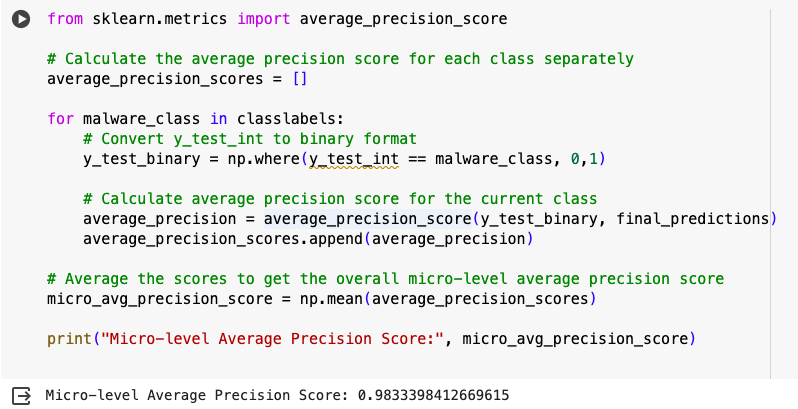 from sklearn.metrics import average_precision_score
# Calculate the average precision score for each class separately
average_precision_scores = []
for malware_class in classlabels:
# Convert y_test_int to binary format
y_test_binary = np.where(y_test_int == malware_class, 0,1)
# Calculate average precision score for the current class
average_precision = average_precision_score(y_test_binary, final_predictions)
average_precision_scores.append(average_precision)
# Average the scores to get the overall micro-level average precision score
micro_avg_precision_score = np.mean(average_precision_scores)
print("Micro-level Average Precision Score:", micro_avg_precision_score)
Micro-level Average Precision Score: 0.9833398412669615